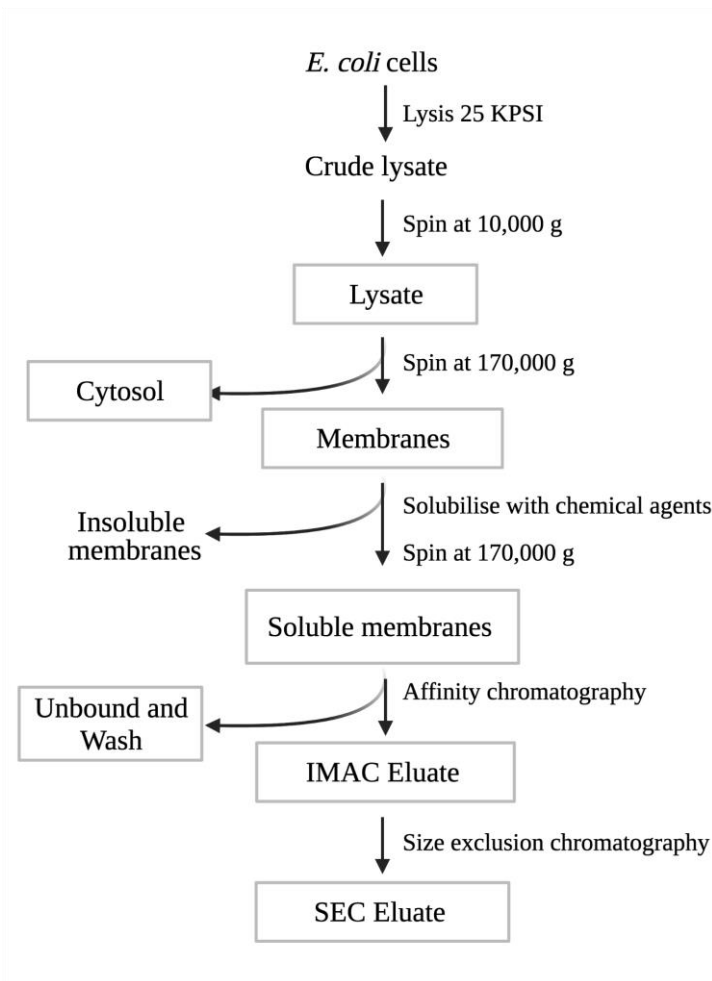 E. coli cells
Lysis 25 KPSI
Crude lysate
Spin at 10,000 g
Lysate
Spin at 170,000 g
Cytosol
Membranes
Solubilise with chemical agents
Insoluble
membranes
Spin at 170,000 g
Soluble membranes
Affinity chromatography
Unbound and
Wash
IMAC Eluate
Size exclusion chromatography
SEC Eluate